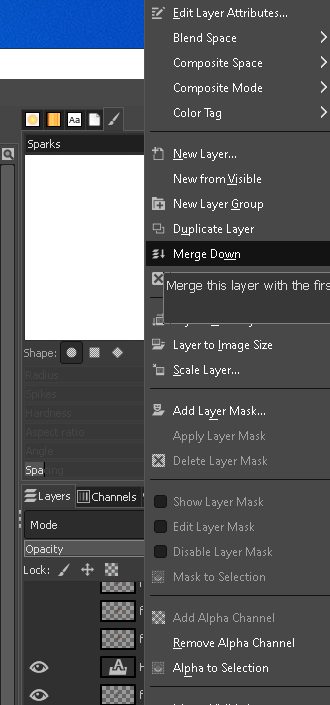 Edit Layer Attributes...
Blend Space
Composite Space
Composite Mode
Color Tag
Aa
Sparks
New Layer...
New from Visible
New Layer Group
Duplicate Layer
Merge Down
Merge this layer with the firs
Shape:
Layer to Image Size
Radius
Scale Layer...
Spikes
Hardness
Add Layer Mask...
Aspect ratio
Apply Layer Mask
Angle
Delete Layer Mask
Spacing
Layers
Channels
Show Layer Mask
Mode
Edit Layer Mask
Opacity
Disable Layer Mask
Lock:
Mask to Selection
Add Alpha Channel
Remove Alpha Channel
Alpha to Selection